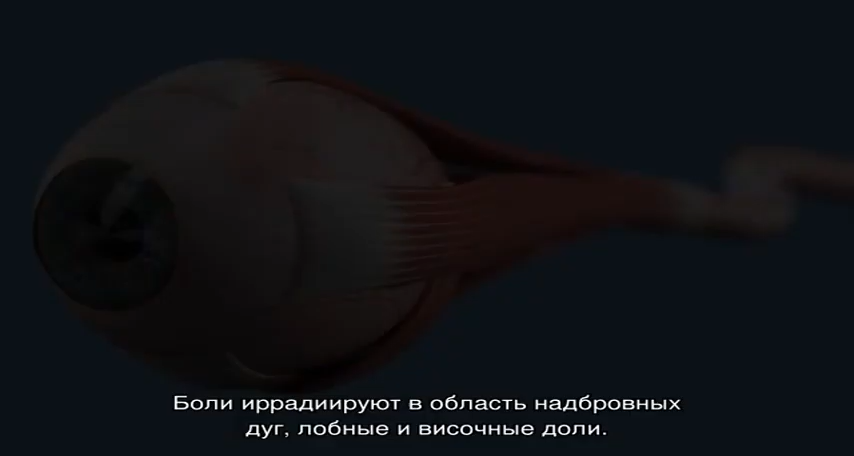 Боли иррадиируют в область надбровных
дуг, лобные и височные доли.